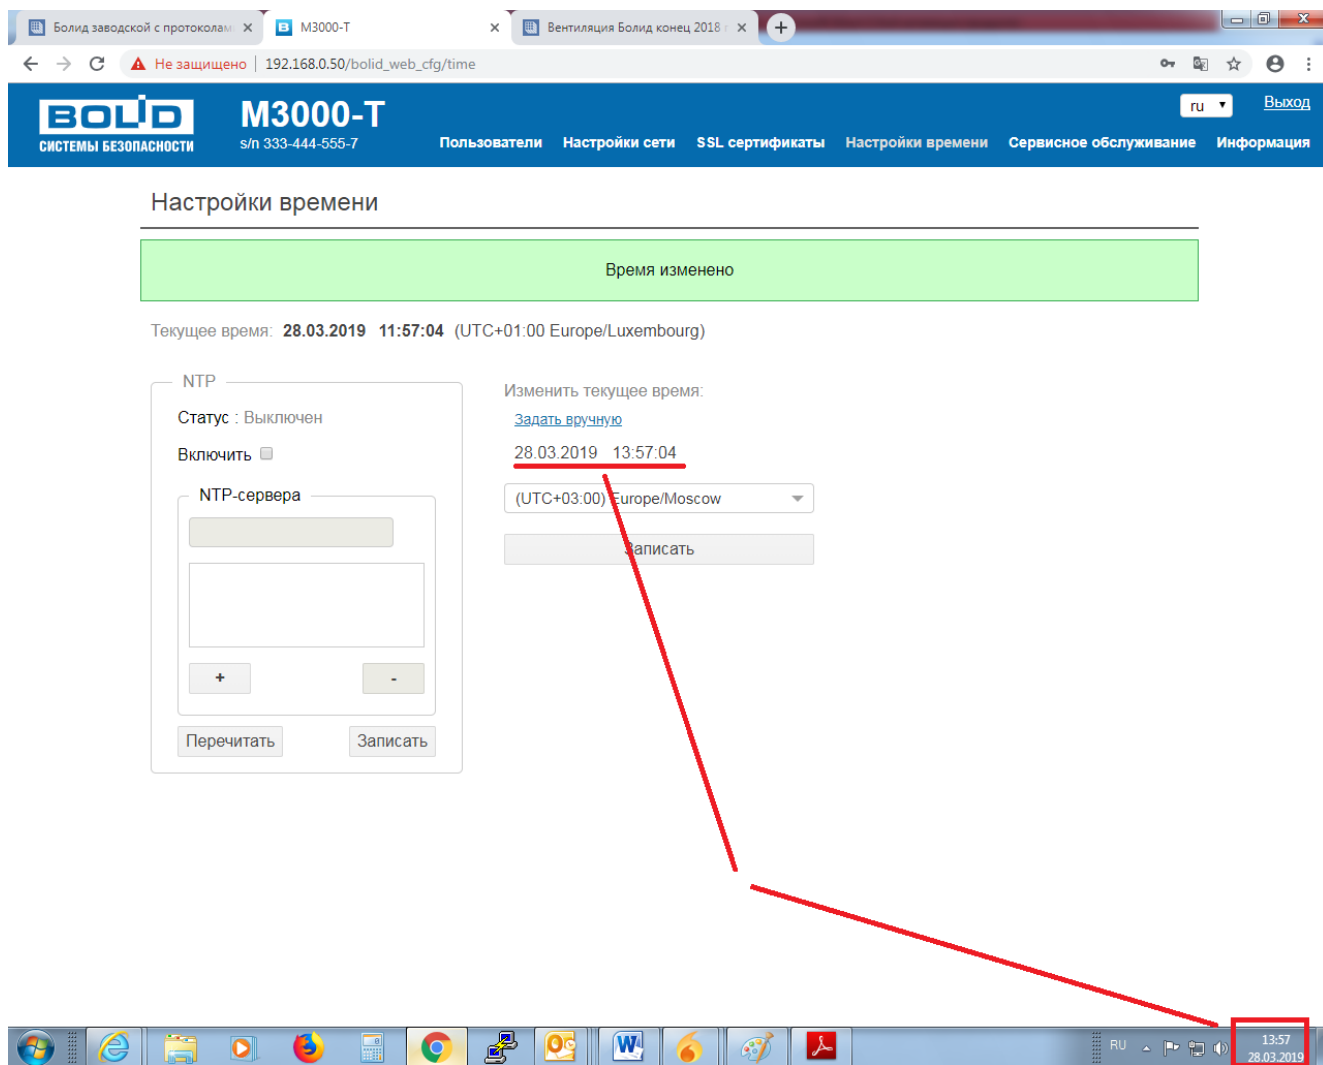 Болид заводской с протоколам
M3000-T
Вентиляция Болид конец 2018 г
Не защищено | 192.168.0.50/bolid_web_cfg/time
BOLID
СИСТЕМЫ БЕЗОПАСНОСТИ
M3000-T
s/n 333-444-555-7
ru
Выход
Пользователи Настройки сети SSL сертификаты Настройки времени Сервисное обслуживание Информация
Настройки времени
Время изменено
Текущее время: 28.03.2019 11:57:04 (UTC+01:00 Europe/Luxembourg)
NTP
Статус : Выключен
Включить
NTP-сервера
+
-
Перечитать
Записать
Изменить текущее время:
Задать вручную
28.03.2019 13:57:04
(UTC+03:00) Europe/Moscow
Записать
RU
13:57
28.03.2019